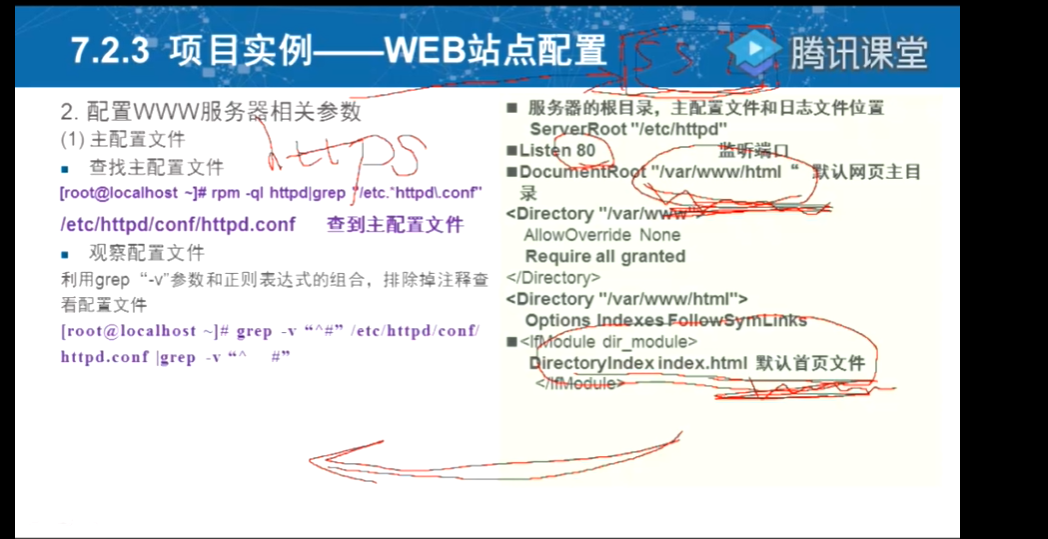 7.2.3 项目实例——WEB站点配置
腾讯课堂
2. 配置WWW服务器相关参数
(1) 主配置文件
▪ 查找主配置文件
[root@localhost ~]# rpm -ql httpd|grep "/etc.*httpd\.conf"
/etc/httpd/conf/httpd.conf 查到主配置文件
▪ 观察配置文件
利用grep “-v”参数和正则表达式的组合，排除掉注释查
看配置文件
[root@localhost ~]# grep -v “^#” /etc/httpd/conf/
httpd.conf |grep -v “^ #”
https
■ 服务器的根目录，主配置文件和日志文件位置
ServerRoot "/etc/httpd"
■Listen 80 监听端口
■DocumentRoot "/var/www/html “ 默认网页主目
录
<Directory "/var/www">
AllowOverride None
Require all granted
</Directory>
<Directory "/var/www/html">
Options Indexes FollowSymLinks
■<IfModule dir_module>
DirectoryIndex index.html 默认首页文件
</IfModule>